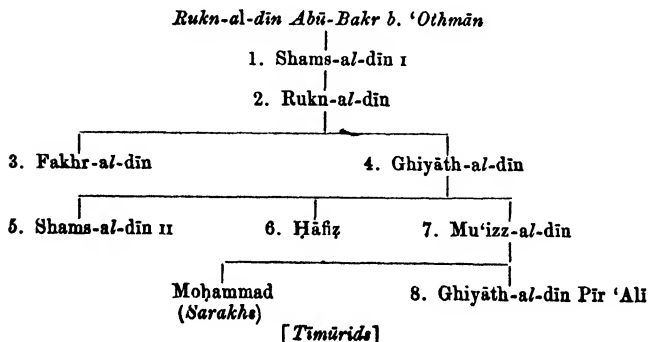 Rukn-al-dīn Abū-Bakr b. ‘Othmān
1. Shams-al-dīn I
2. Rukn-al-dīn
3. Fakhr-al-dīn 4. Ghiyāth-al-dīn
5. Shams-al-dīn II 6. Ḥāfiẓ 7. Mu‘izz-al-dīn
Moḥammad 8. Ghiyāth-al-dīn Pīr ‘Alī
(Sarakhs)
[Tīmūrids]